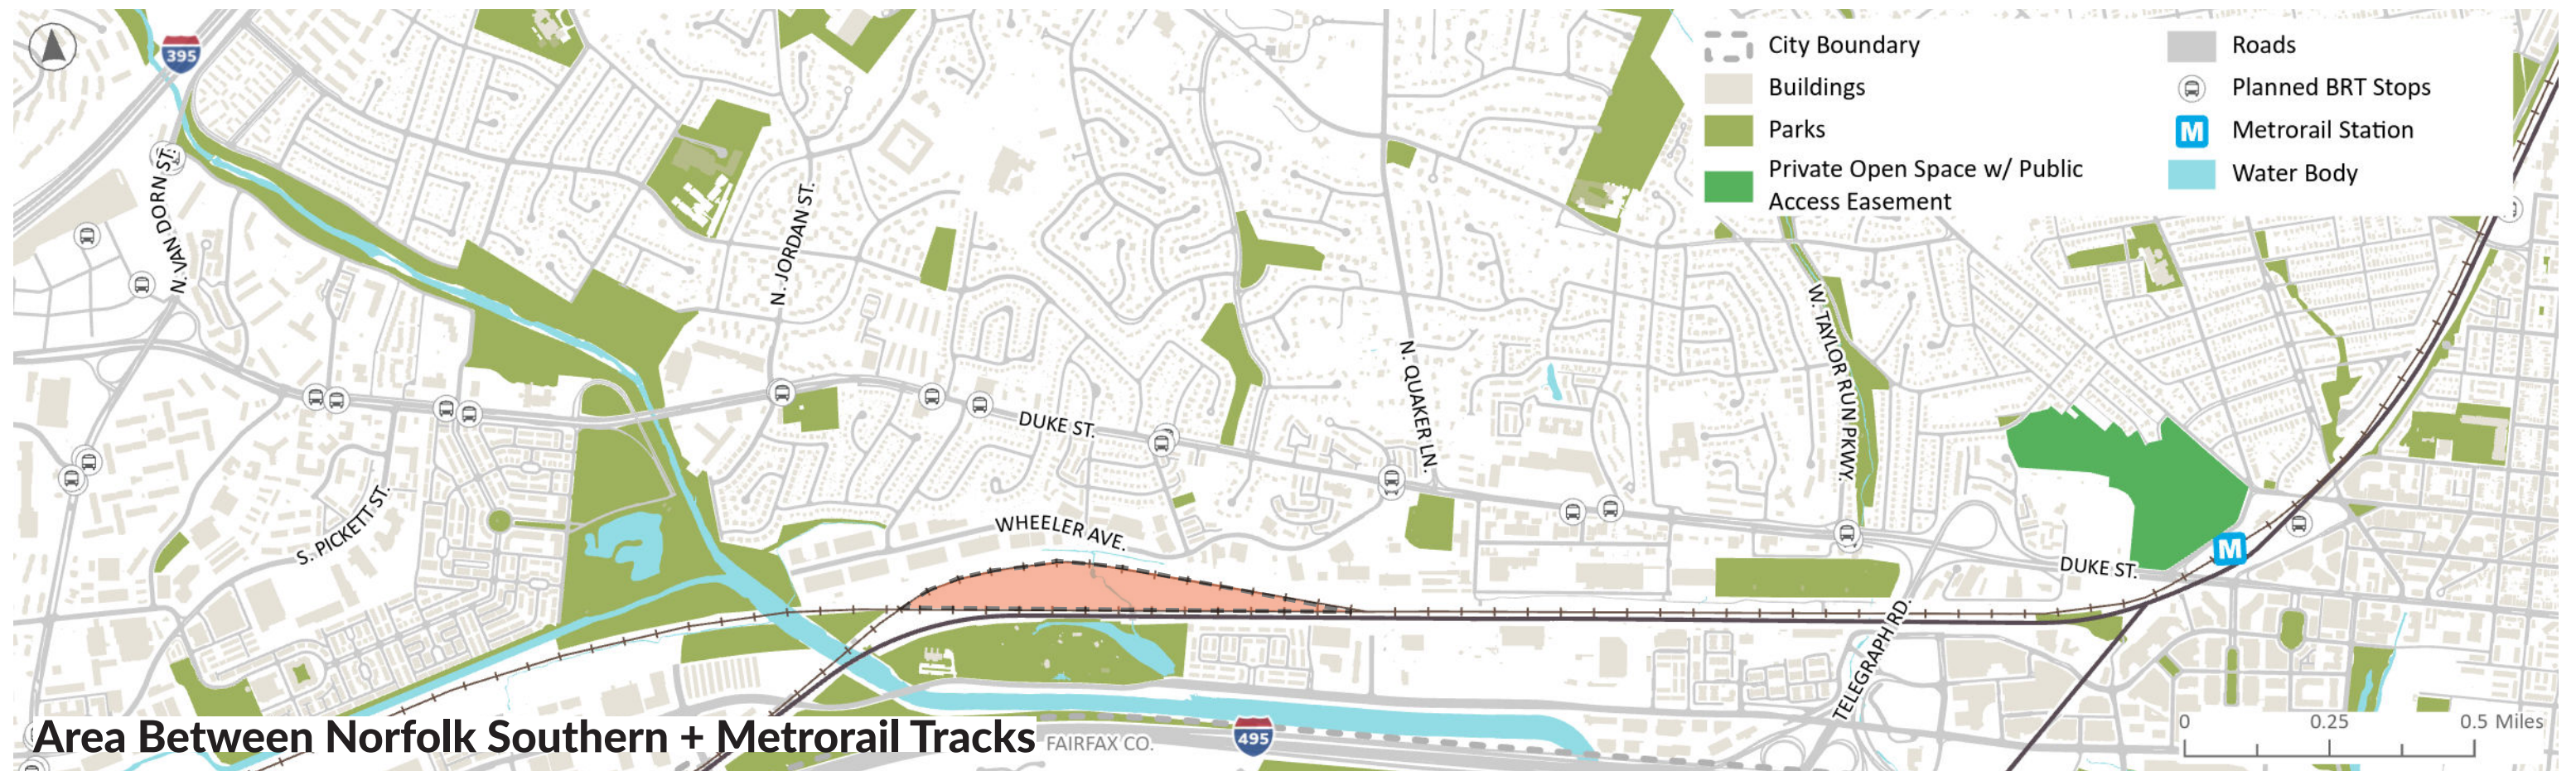 395
City Boundary
Buildings
Parks
Private Open Space w/ Public
Access Easement
Roads
Planned BRT Stops
M
Metrorail Station
Water Body
N. VAN DORN ST.
N. JORDAN ST.
N. QUAKER LN.
W. TAYLOR RUN PKWY.
DUKE ST.
S. PICKETT ST.
WHEELER AVE.
M
DUKE ST.
TELEGRAPH RD.
0 0.25 0.5 Miles
Area Between Norfolk Southern + Metrorail Tracks
FAIRFAX CO.
495